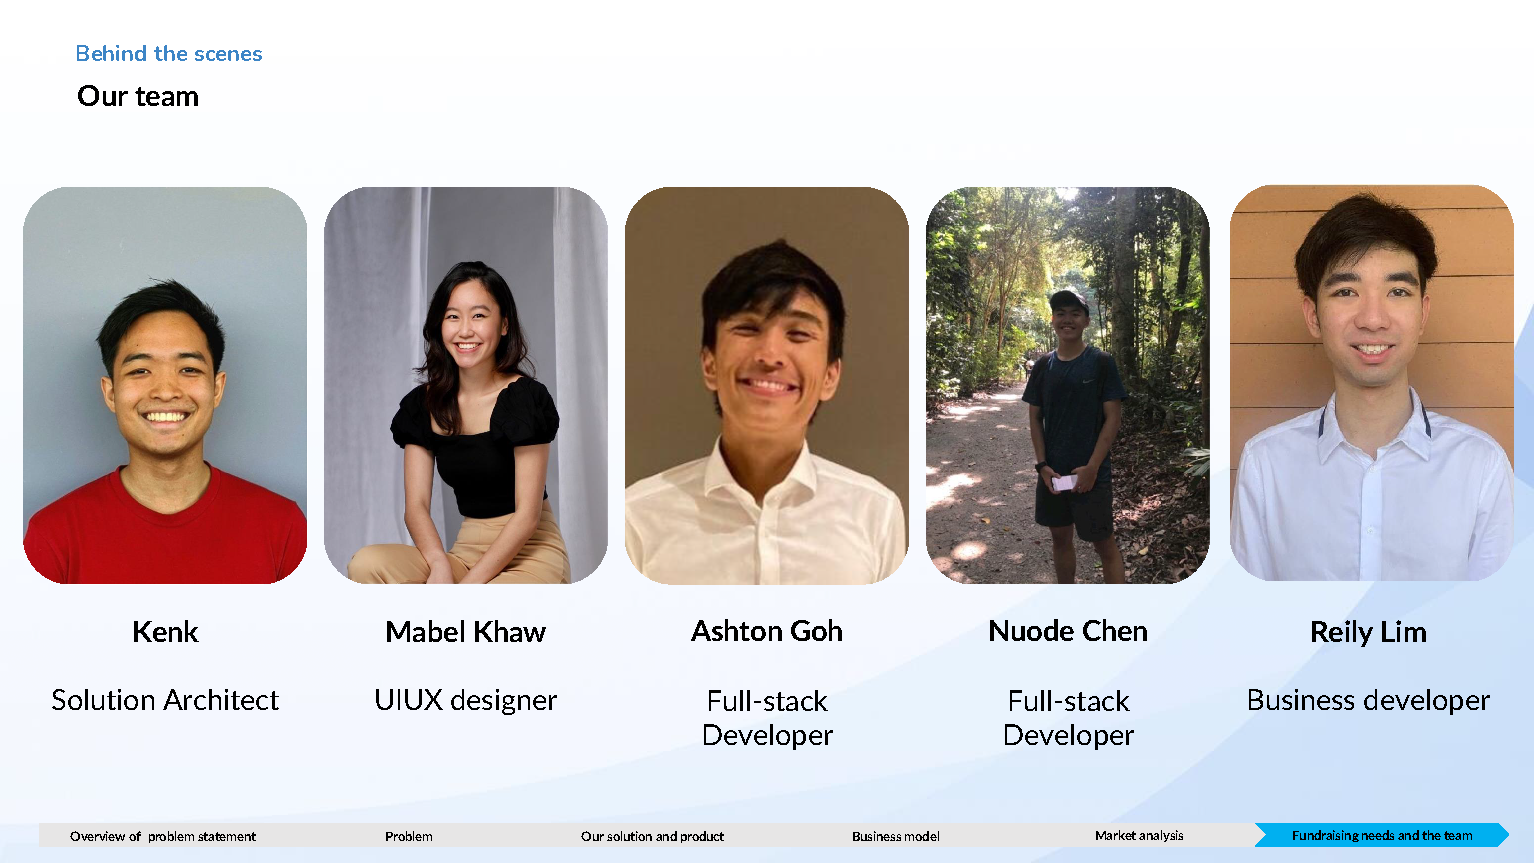 Behind the scenes
Our team
Kenk
Mabel Khaw
Ashton Goh
Nuode Chen
Reily Lim
Solution Architect
UIUX designer
Full-stack
Developer
Full-stack
Developer
Business developer
Overview of problem statement
Problem
Our solution and product
Business model
Market analysis
Fundraising needs and the team